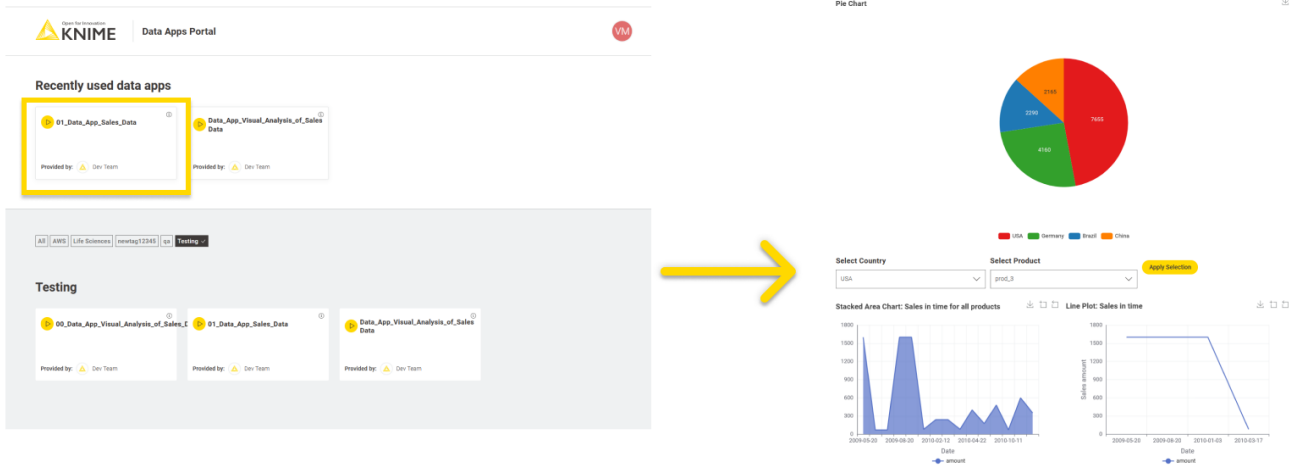 Open for Innovation
KNIME
Data Apps Portal
VM
Recently used data apps
01_Data_App_Sales_Data
Provided by: Dev Team
Data_App_Visual_Analysis_of_Sales
Data
Provided by: Dev Team
All AWS Life Sciences newtag12345 qa Testing
Testing
00_Data_App_Visual_Analysis_of_Sales_D
Provided by: Dev Team
01_Data_App_Sales_Data
Provided by: Dev Team
Data_App_Visual_Analysis_of_Sales
Data
Provided by: Dev Team
Pie Chart
3165
7655
2290
4160
USA Germany Brazil China
Select Country
USA
Select Product
prod_3
Apply Selection
Stacked Area Chart: Sales in time for all products
1800
1500
1200
900
600
300
0
2009-05-20 2009-08-20 2010-02-12 2010-04-22 2010-10-11
Date
amount
Line Plot: Sales in time
Sales amount
1800
1500
1200
900
600
300
0
2009-05-20 2009-08-20 2010-01-03 2010-03-17
Date
amount